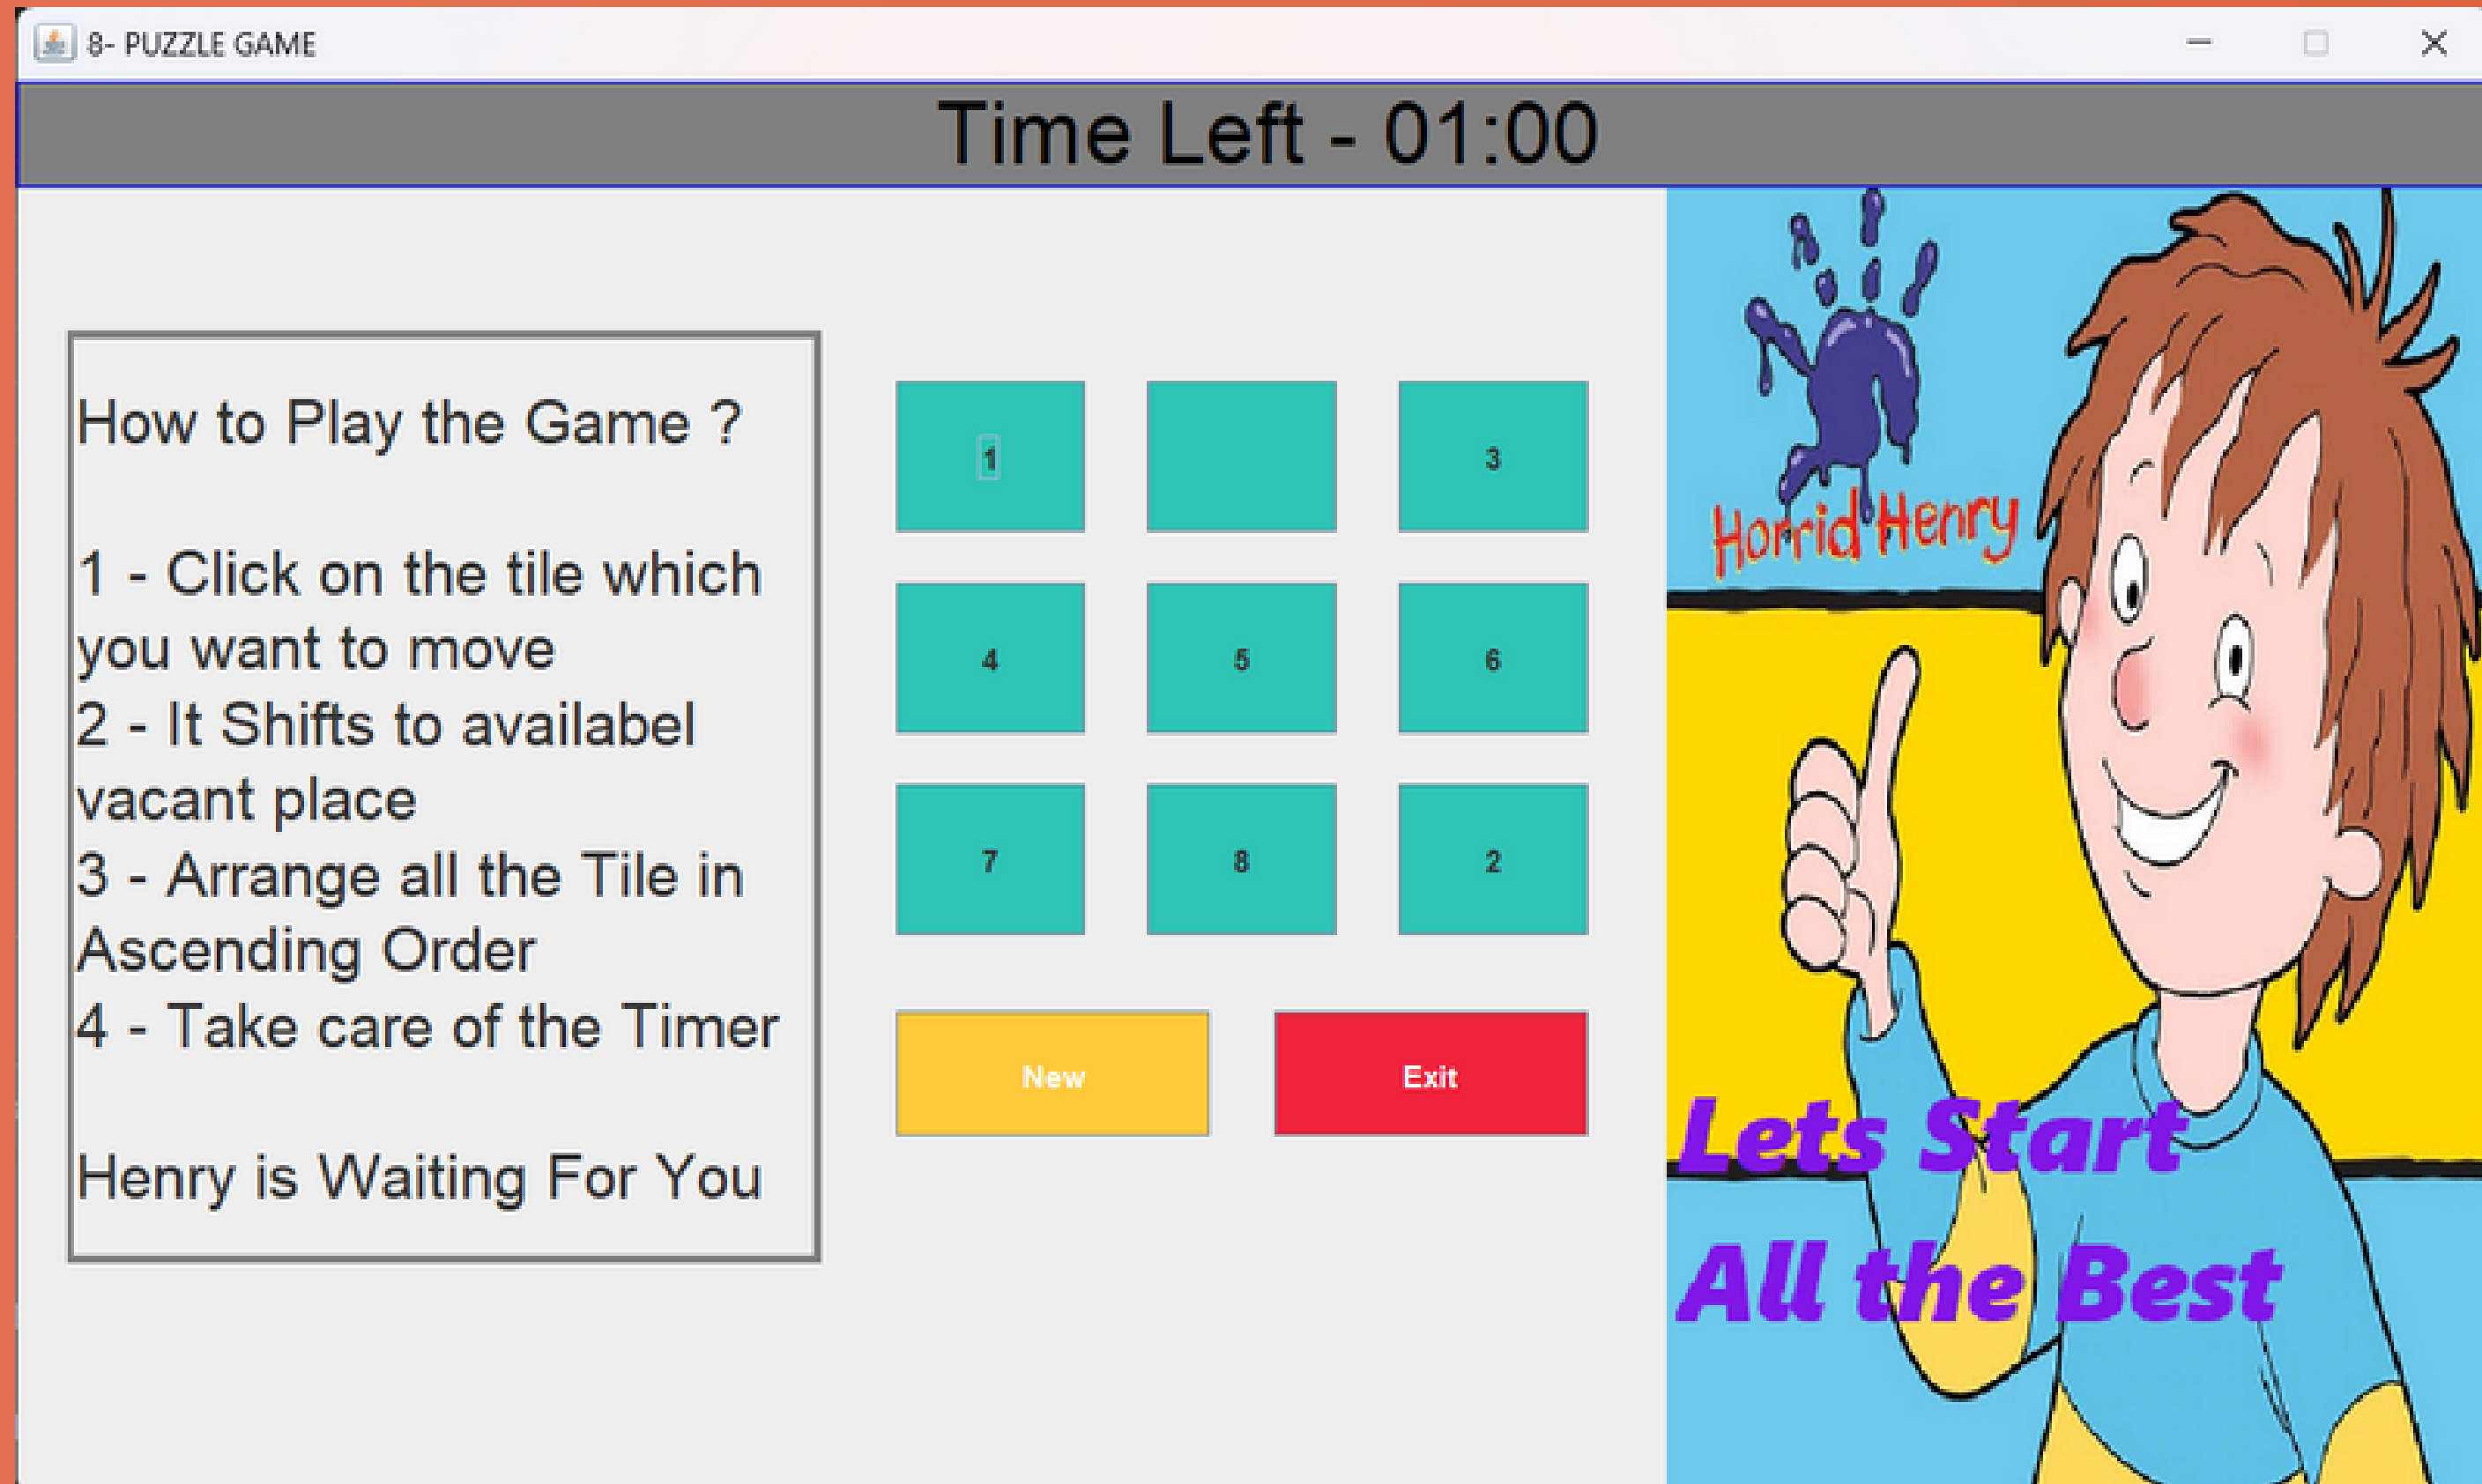 8- PUZZLE GAME
Time Left - 01:00
How to Play the Game ?
1 - Click on the tile which
you want to move
2 - It Shifts to availabel
vacant place
3 - Arrange all the Tile in
Ascending Order
4 - Take care of the Timer
Henry is Waiting For You
1 3
4 5 6
7 8 2
New Exit
Horrid Henry
Lets Start
All the Best